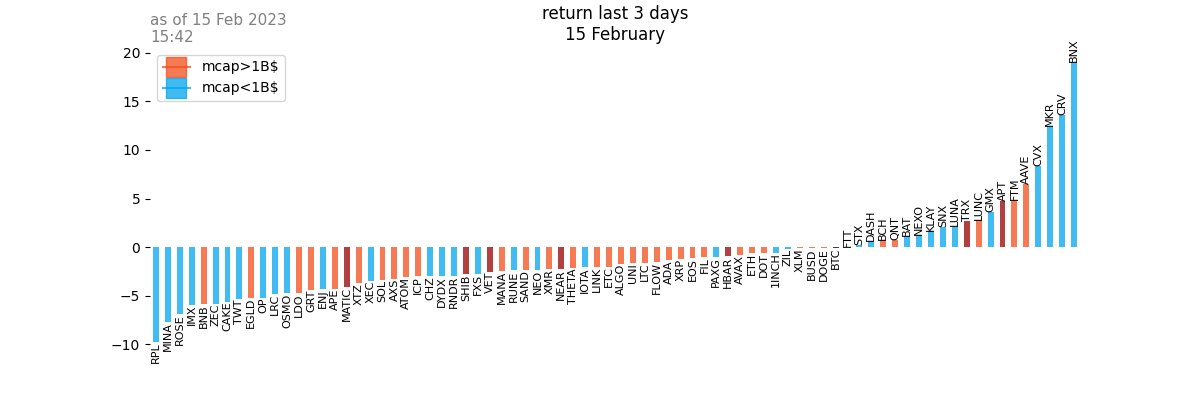 as of 15 Feb 2023
15:42
return last 3 days
15 February
mcap>1B$
mcap<1B$
20
15
10
5
0
−5
−10
RPL
MINA
ROSE
IMX
BNB
ZEC
CAKE
TWT
EGLD
OP
LRC
OSMO
LDO
GRT
ENJ
APE
MATIC
XTZ
XEC
SOL
AXS
ATOM
ICP
CHZ
DYDX
RNDR
SHIB
FXS
VET
MANA
RUNE
SAND
NEO
XMR
NEAR
THETA
IOTA
LINK
ETC
ALGO
UNI
LTC
FLOW
ADA
XRP
EOS
FIL
PAXG
HBAR
AVAX
ETH
DOT
1INCH
ZIL
XLM
BUSD
DOGE
BTC
FTT
STX
DASH
BCH
QNT
BAT
NEXO
KLAY
SNX
LUNA
TRX
LUNC
GMX
APT
FTM
AAVE
CVX
MKR
CRV
BNX